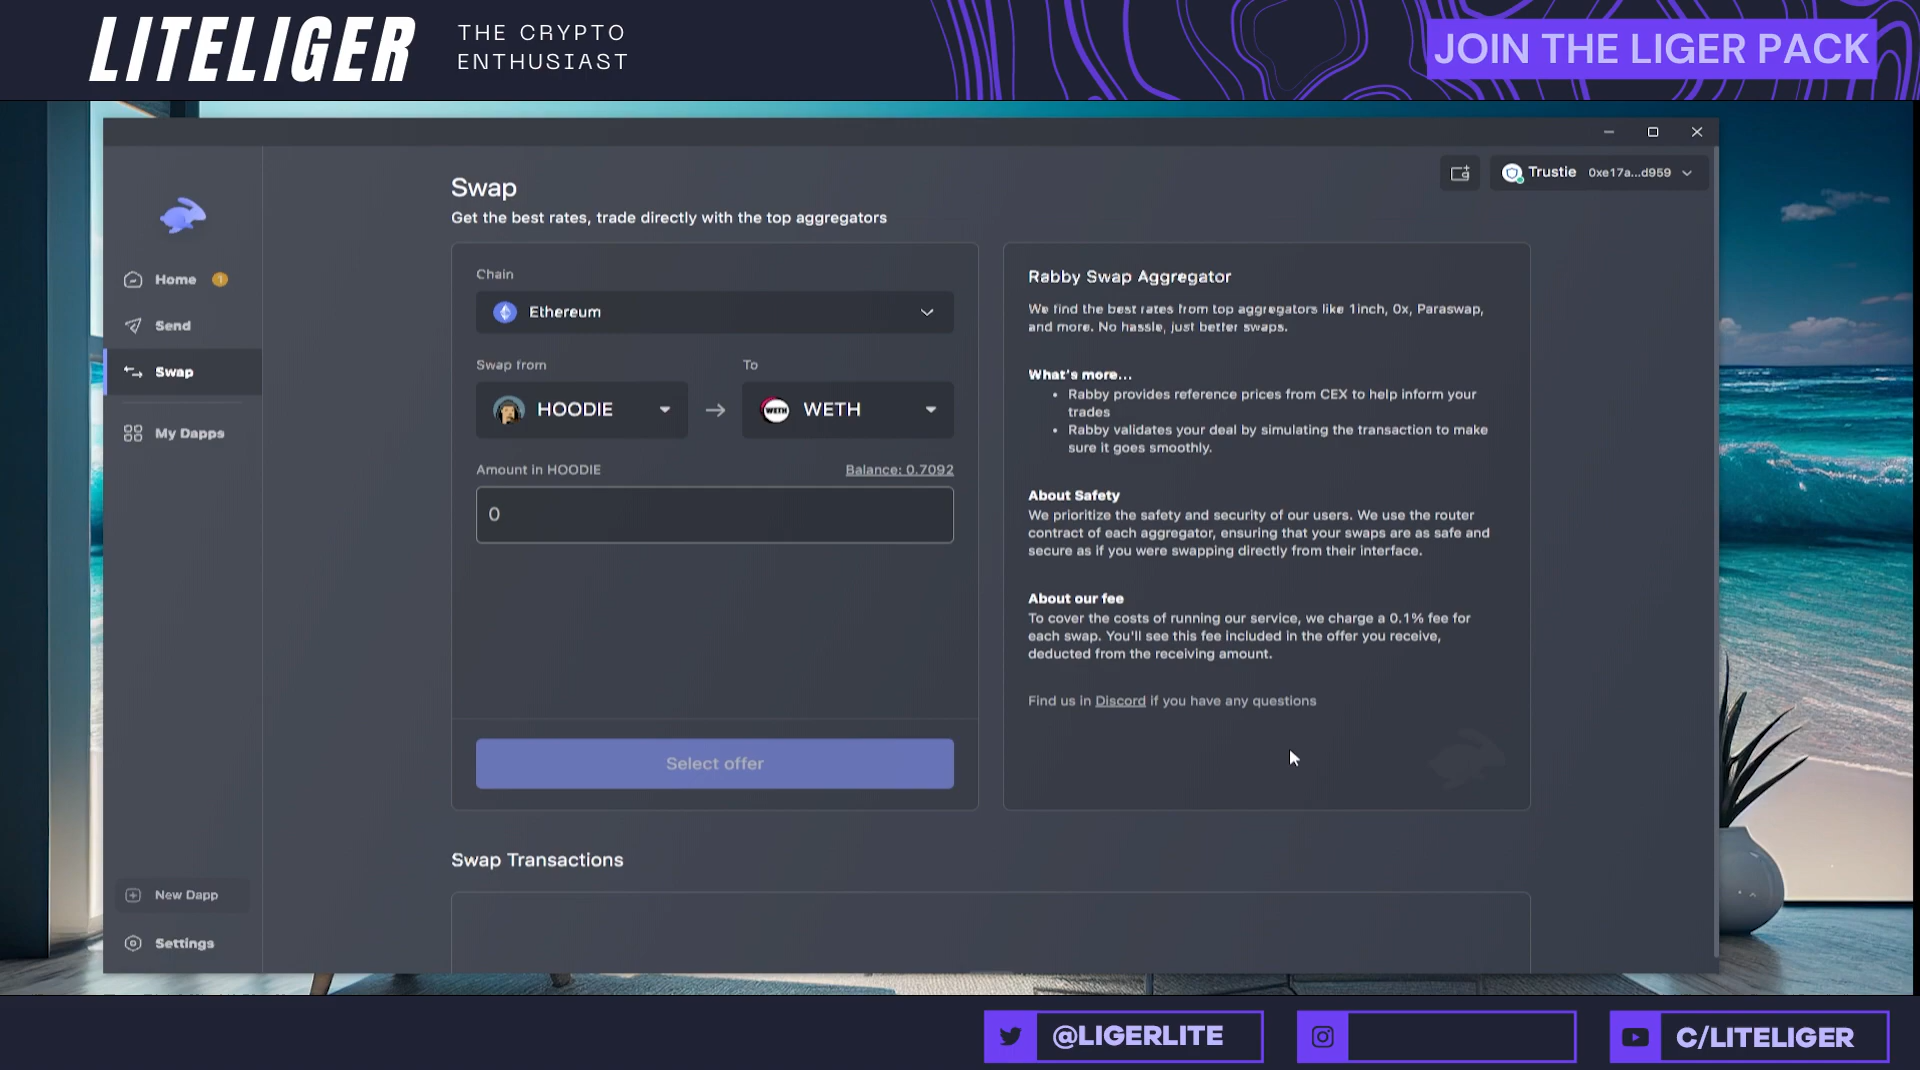 LITELIGER
THE CRYPTO
ENTHUSIAST
JOIN THE LIGER PACK
Trustie 0xe17a...d959
Home 1
Send
Swap
My Dapps
New Dapp
Settings
Swap
Get the best rates, trade directly with the top aggregators
Chain
Ethereum
Swap from To
HOODIE WETH WETH
Amount in HOODIE Balance: 0.7092
0
Select offer
Rabby Swap Aggregator
We find the best rates from top aggregators like 1inch, 0x, Paraswap,
and more. No hassle, just better swaps.
What's more...
• Rabby provides reference prices from CEX to help inform your
trades
• Rabby validates your deal by simulating the transaction to make
sure it goes smoothly.
About Safety
We prioritize the safety and security of our users. We use the router
contract of each aggregator, ensuring that your swaps are as safe and
secure as if you were swapping directly from their interface.
About our fee
To cover the costs of running our service, we charge a 0.1% fee for
each swap. You'll see this fee included in the offer you receive,
deducted from the receiving amount.
Find us in Discord if you have any questions
Swap Transactions
@LIGERLITE
C/LITELIGER